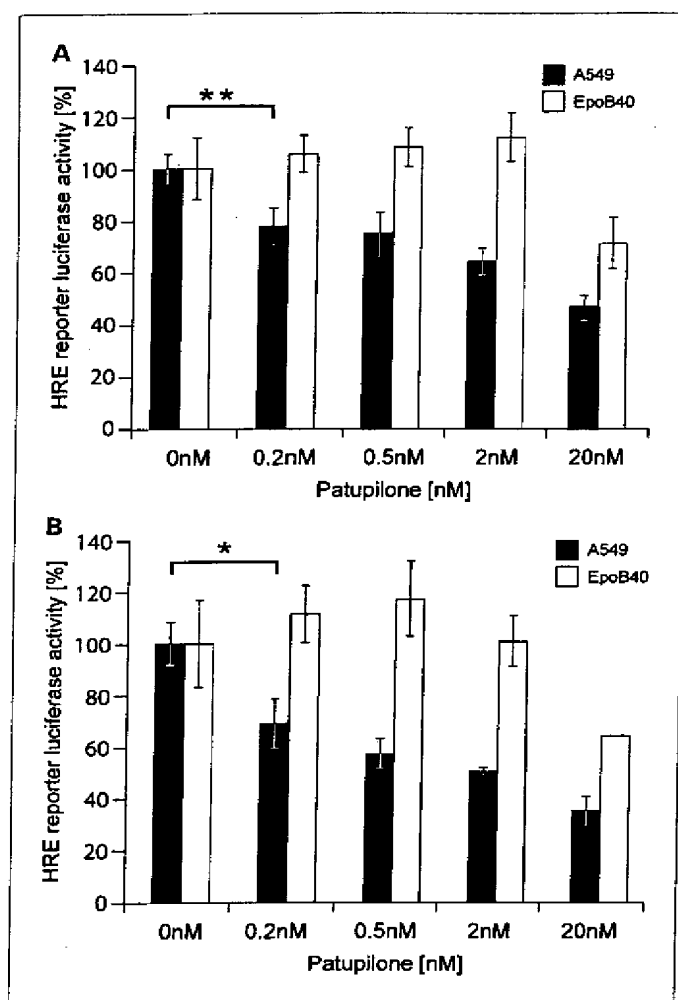 A
HRE reporter luciferase activity [%]
140
120
100
80
60
40
20
0
**
A549
EpoB40
0nM 0.2nM 0.5nM 2nM 20nM
Patupilone [nM]
B
HRE reporter luciferase activity [%]
140
120
100
80
60
40
20
0
*
A549
EpoB40
0nM 0.2nM 0.5nM 2nM 20nM
Patupilone [nM]